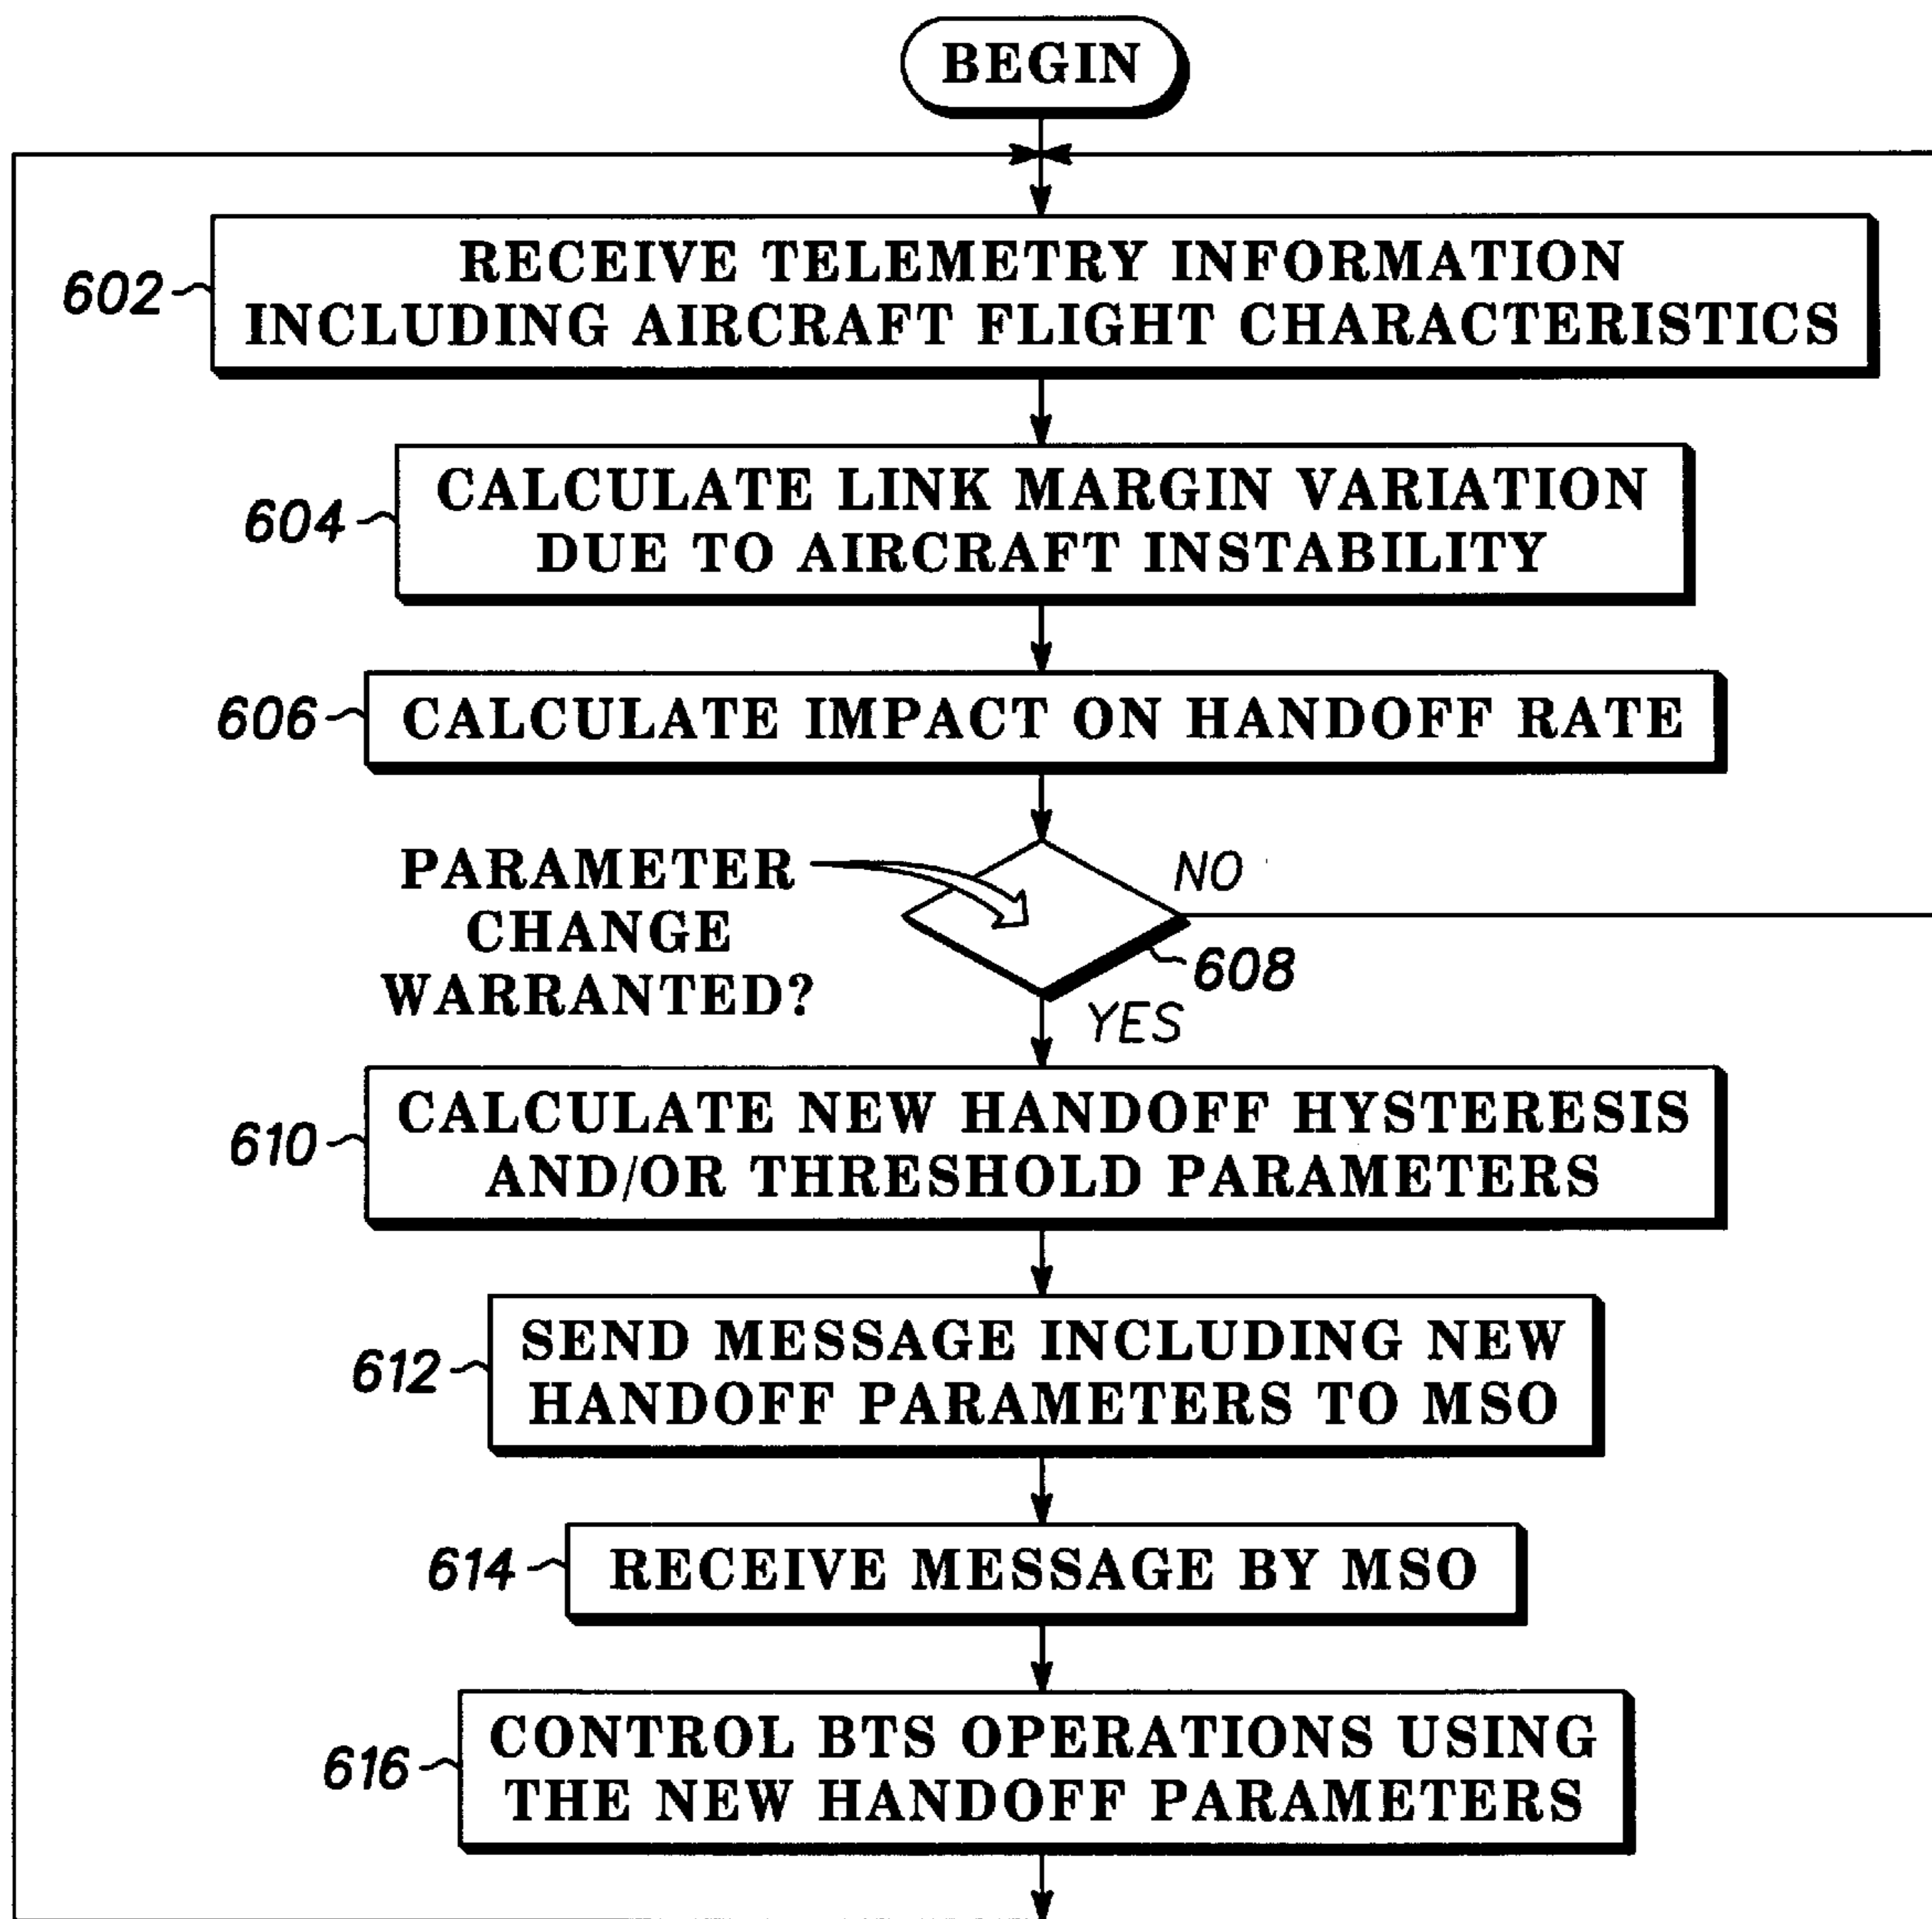 BEGIN
602
RECEIVE TELEMETRY INFORMATION
INCLUDING AIRCRAFT FLIGHT CHARACTERISTICS
604
CALCULATE LINK MARGIN VARIATION
DUE TO AIRCRAFT INSTABILITY
606
CALCULATE IMPACT ON HANDOFF RATE
PARAMETER
CHANGE
WARRANTED?
NO
608
YES
610
CALCULATE NEW HANDOFF HYSTERESIS
AND/OR THRESHOLD PARAMETERS
612
SEND MESSAGE INCLUDING NEW
HANDOFF PARAMETERS TO MSO
614
RECEIVE MESSAGE BY MSO
616
CONTROL BTS OPERATIONS USING
THE NEW HANDOFF PARAMETERS